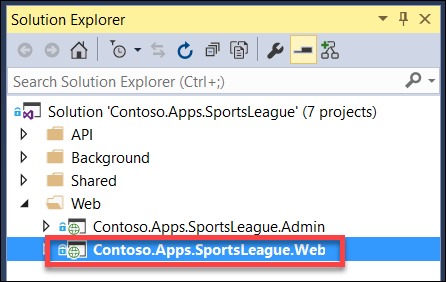 Solution Explorer
Search Solution Explorer (Ctrl+;)
Solution 'Contoso.Apps.SportsLeague' (7 projects)
API
Background
Shared
Web
Contoso.Apps.SportsLeague.Admin
Contoso.Apps.SportsLeague.Web